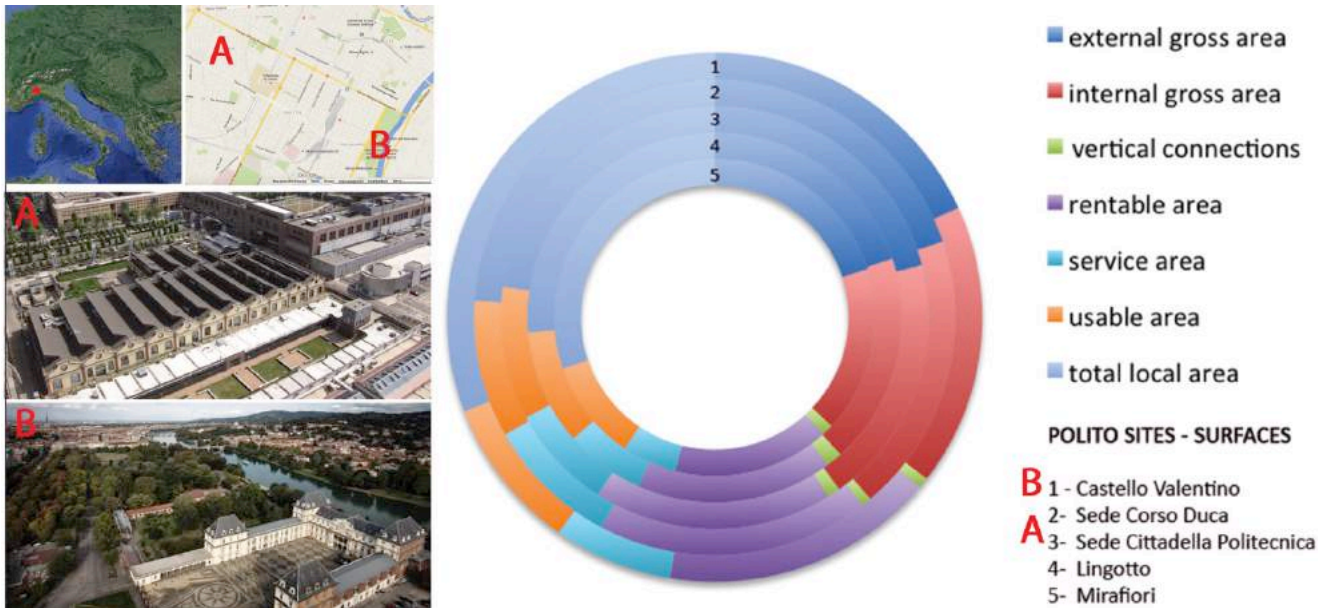 A
B
A
B
1
2
3
4
5
external gross area
internal gross area
vertical connections
rentable area
service area
usable area
total local area
POLITO SITES - SURFACES
B
1 - Castello Valentino
2- Sede Corso Duca
A
3- Sede Cittadella Politecnica
4- Lingotto
5- Mirafiori